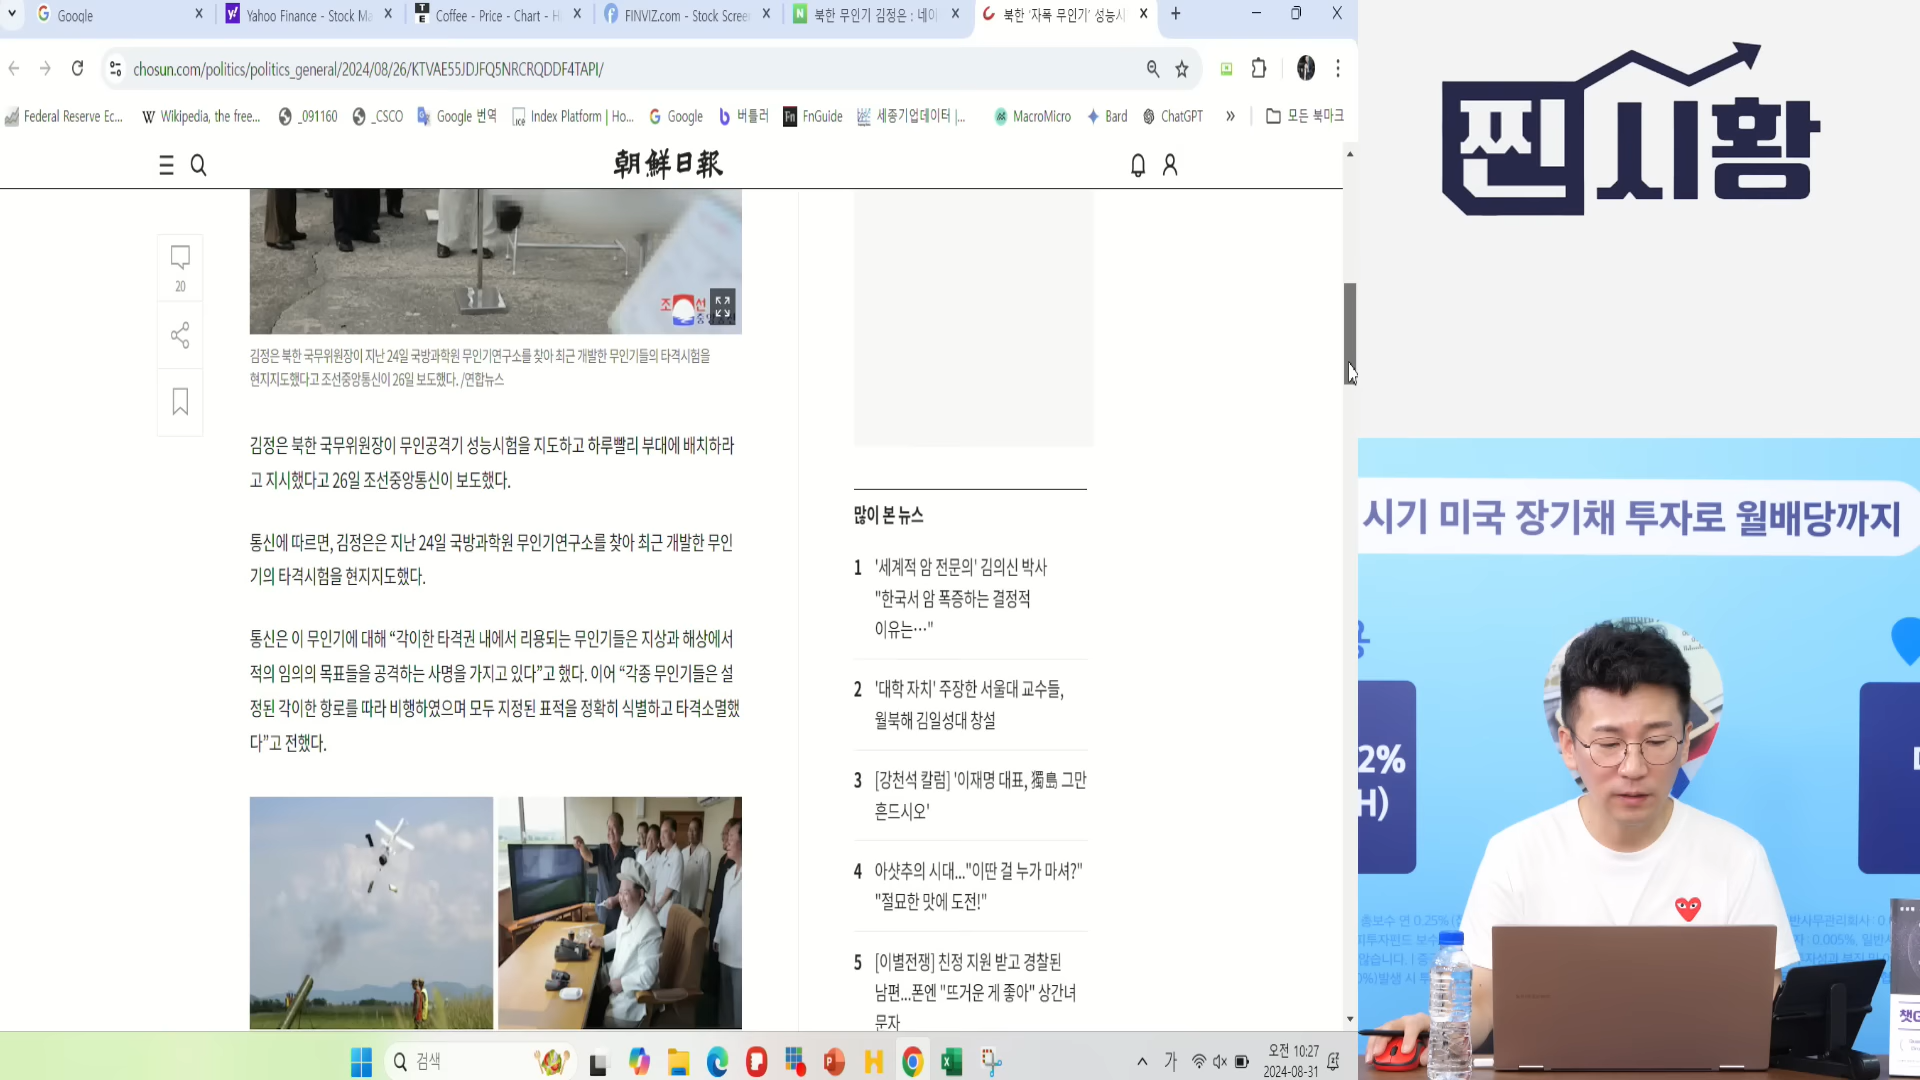 Google
Yahoo Finance - Stock Ma
Coffee - Price - Chart - Hi
FINVIZ.com - Stock Scree
북한 무인기 김정은 : 네이
북한 '자폭 무인기' 성능시
chosun.com/politics/politics_general/2024/08/26/KTVAE55JDJFQ5NRCRQDDF4TAPI/
Federal Reserve Ec...
Wikipedia, the free...
_091160
_CSCO
Google 번역
Index Platform | Ho...
Google
버틀러
FnGuide
세종기업데이터 |...
MacroMicro
Bard
ChatGPT
모든 북마크
朝鮮日報
20
김정은 북한 국무위원장이 지난 24일 국방과학원 무인기연구소를 찾아 최근 개발한 무인기들의 타격시험을
현지지도했다고 조선중앙통신이 26일 보도했다. /연합뉴스
김정은 북한 국무위원장이 무인공격기 성능시험을 지도하고 하루빨리 부대에 배치하라
고 지시했다고 26일 조선중앙통신이 보도했다.
통신에 따르면, 김정은은 지난 24일 국방과학원 무인기연구소를 찾아 최근 개발한 무인
기의 타격시험을 현지지도했다.
통신은 이 무인기에 대해 “각이한 타격권 내에서 리용되는 무인기들은 지상과 해상에서
적의 임의의 목표들을 공격하는 사명을 가지고 있다”고 했다. 이어 “각종 무인기들은 설
정된 각이한 항로를 따라 비행하였으며 모두 지정된 표적을 정확히 식별하고 타격소멸했
다”고 전했다.
많이 본 뉴스
1 '세계적 암 전문의' 김의신 박사
"한국서 암 폭증하는 결정적
이유는…"
2 '대학 자치' 주장한 서울대 교수들,
월북해 김일성대 창설
3 [강천석 칼럼] '이재명 대표, 獨島 그만
흔드시오'
4 아샷추의 시대..."이딴 걸 누가 마셔?"
"절묘한 맛에 도전!"
5 [이별전쟁] 친정 지원 받고 경찰된
남편...폰엔 "뜨거운 게 좋아" 상간녀
문자
검색
가
오전 10:27
2024-08-31
찐시황
시기 미국 장기채 투자로 월배당까지
2%
H)